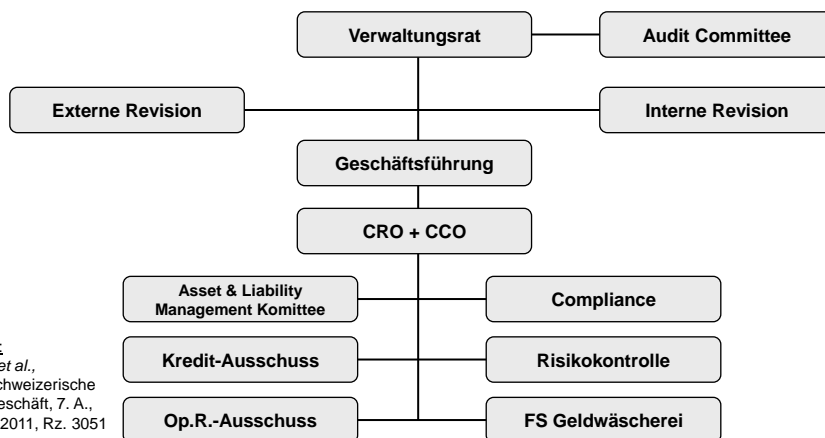 Verwaltungsrat
Audit Committee
Externe Revision
Interne Revision
Geschäftsführung
CRO + CCO
Asset & Liability
Management Komittee
Compliance
Kredit-Ausschuss
Risikokontrolle
Op.R.-Ausschuss
FS Geldwäscherei
:
et al.,
chweizerische
eschäft, 7. A.,
2011, Rz. 3051